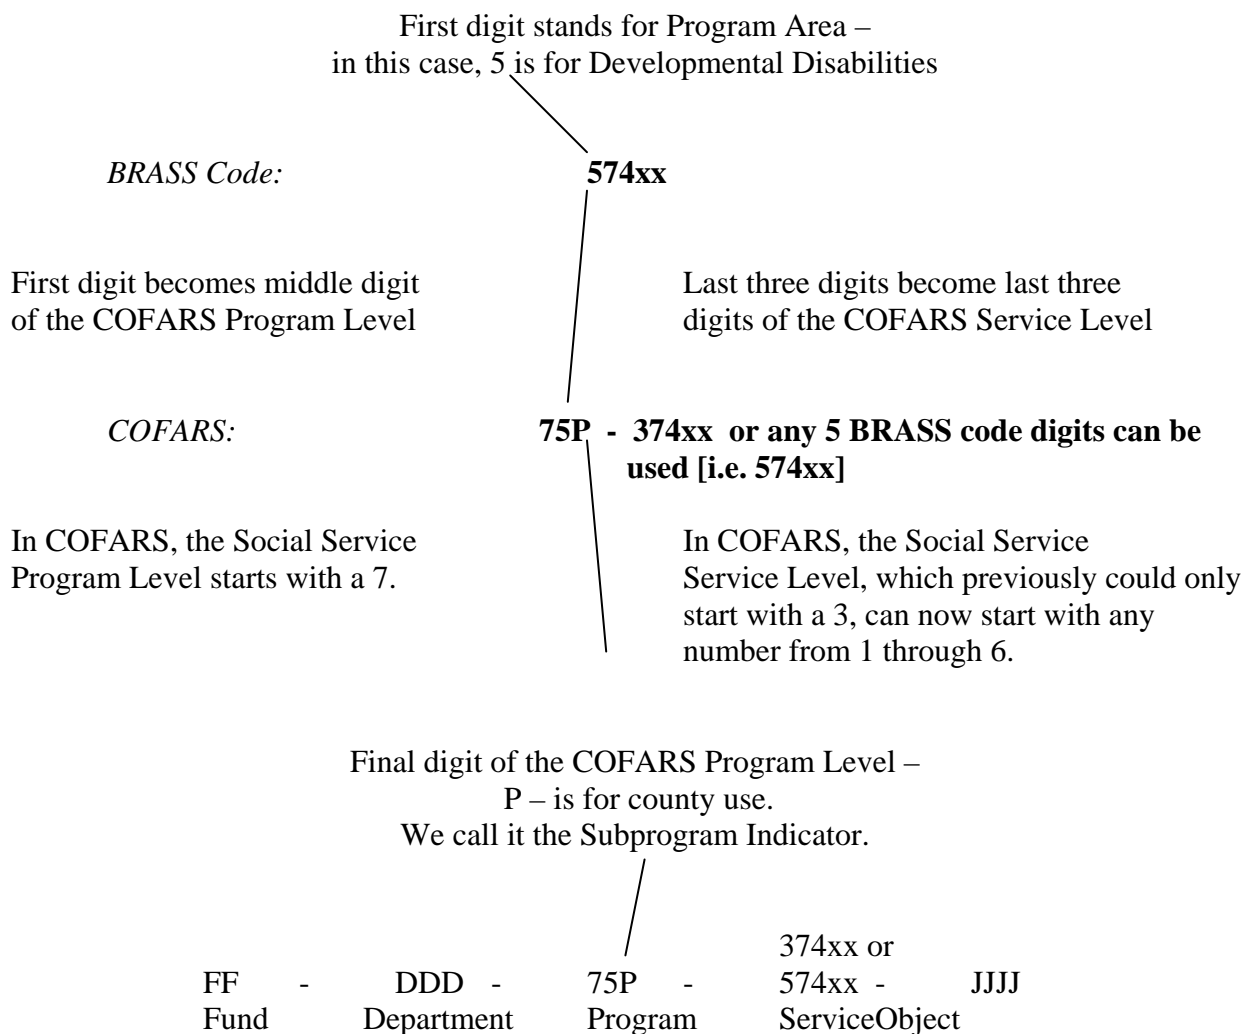 First digit stands for Program Area –
in this case, 5 is for Developmental Disabilities
BRASS Code: 574xx
First digit becomes middle digit
of the COFARS Program Level
Last three digits become last three
digits of the COFARS Service Level
COFARS: 75P - 374xx or any 5 BRASS code digits can be
used [i.e. 574xx]
In COFARS, the Social Service
Program Level starts with a 7.
In COFARS, the Social Service
Service Level, which previously could only
start with a 3, can now start with any
number from 1 through 6.
Final digit of the COFARS Program Level –
P – is for county use.
We call it the Subprogram Indicator.
374xx or
FF - DDD - 75P - 574xx - JJJJ
Fund Department Program ServiceObject